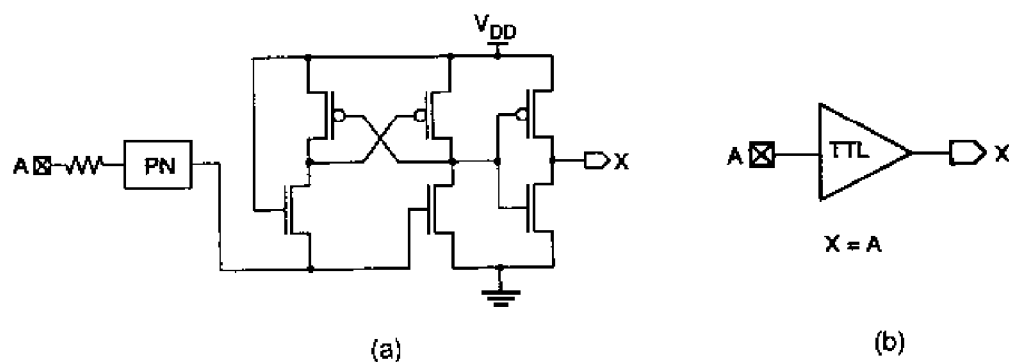 V_DD
A
PN
X
A
TTL
X
X = A
(a)
(b)